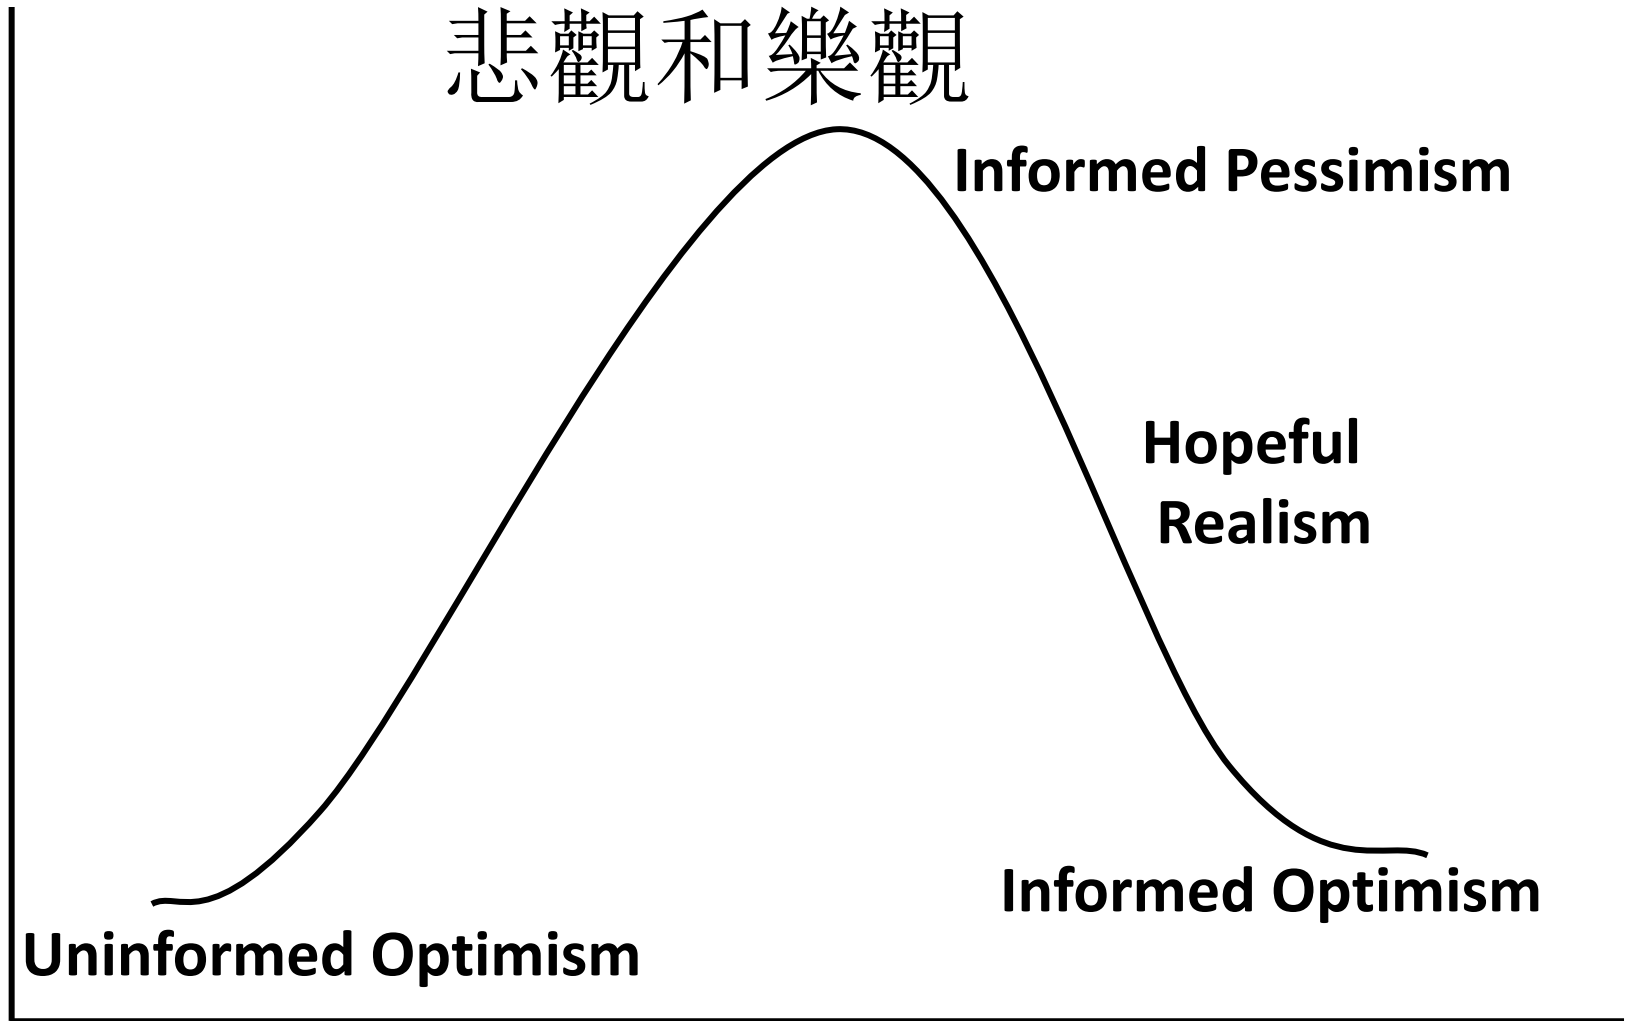 悲觀和樂觀
Informed Pessimism
Hopeful
Realism
Informed Optimism
Uninformed Optimism